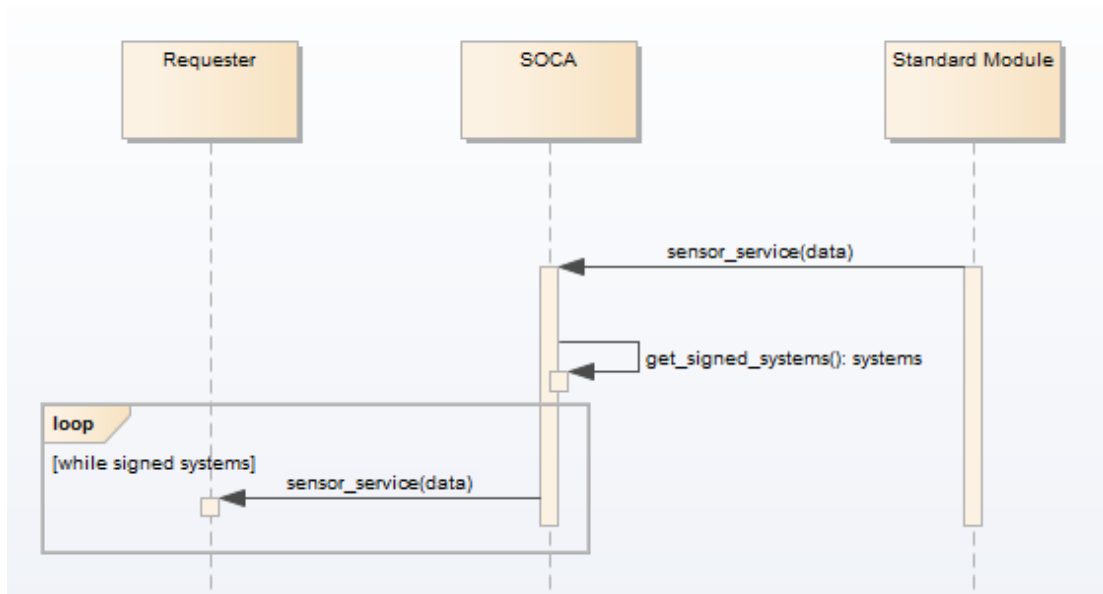 Requester
SOCA
Standard Module
sensor_service(data)
get_signed_systems(): systems
loop
[while signed systems]
sensor_service(data)